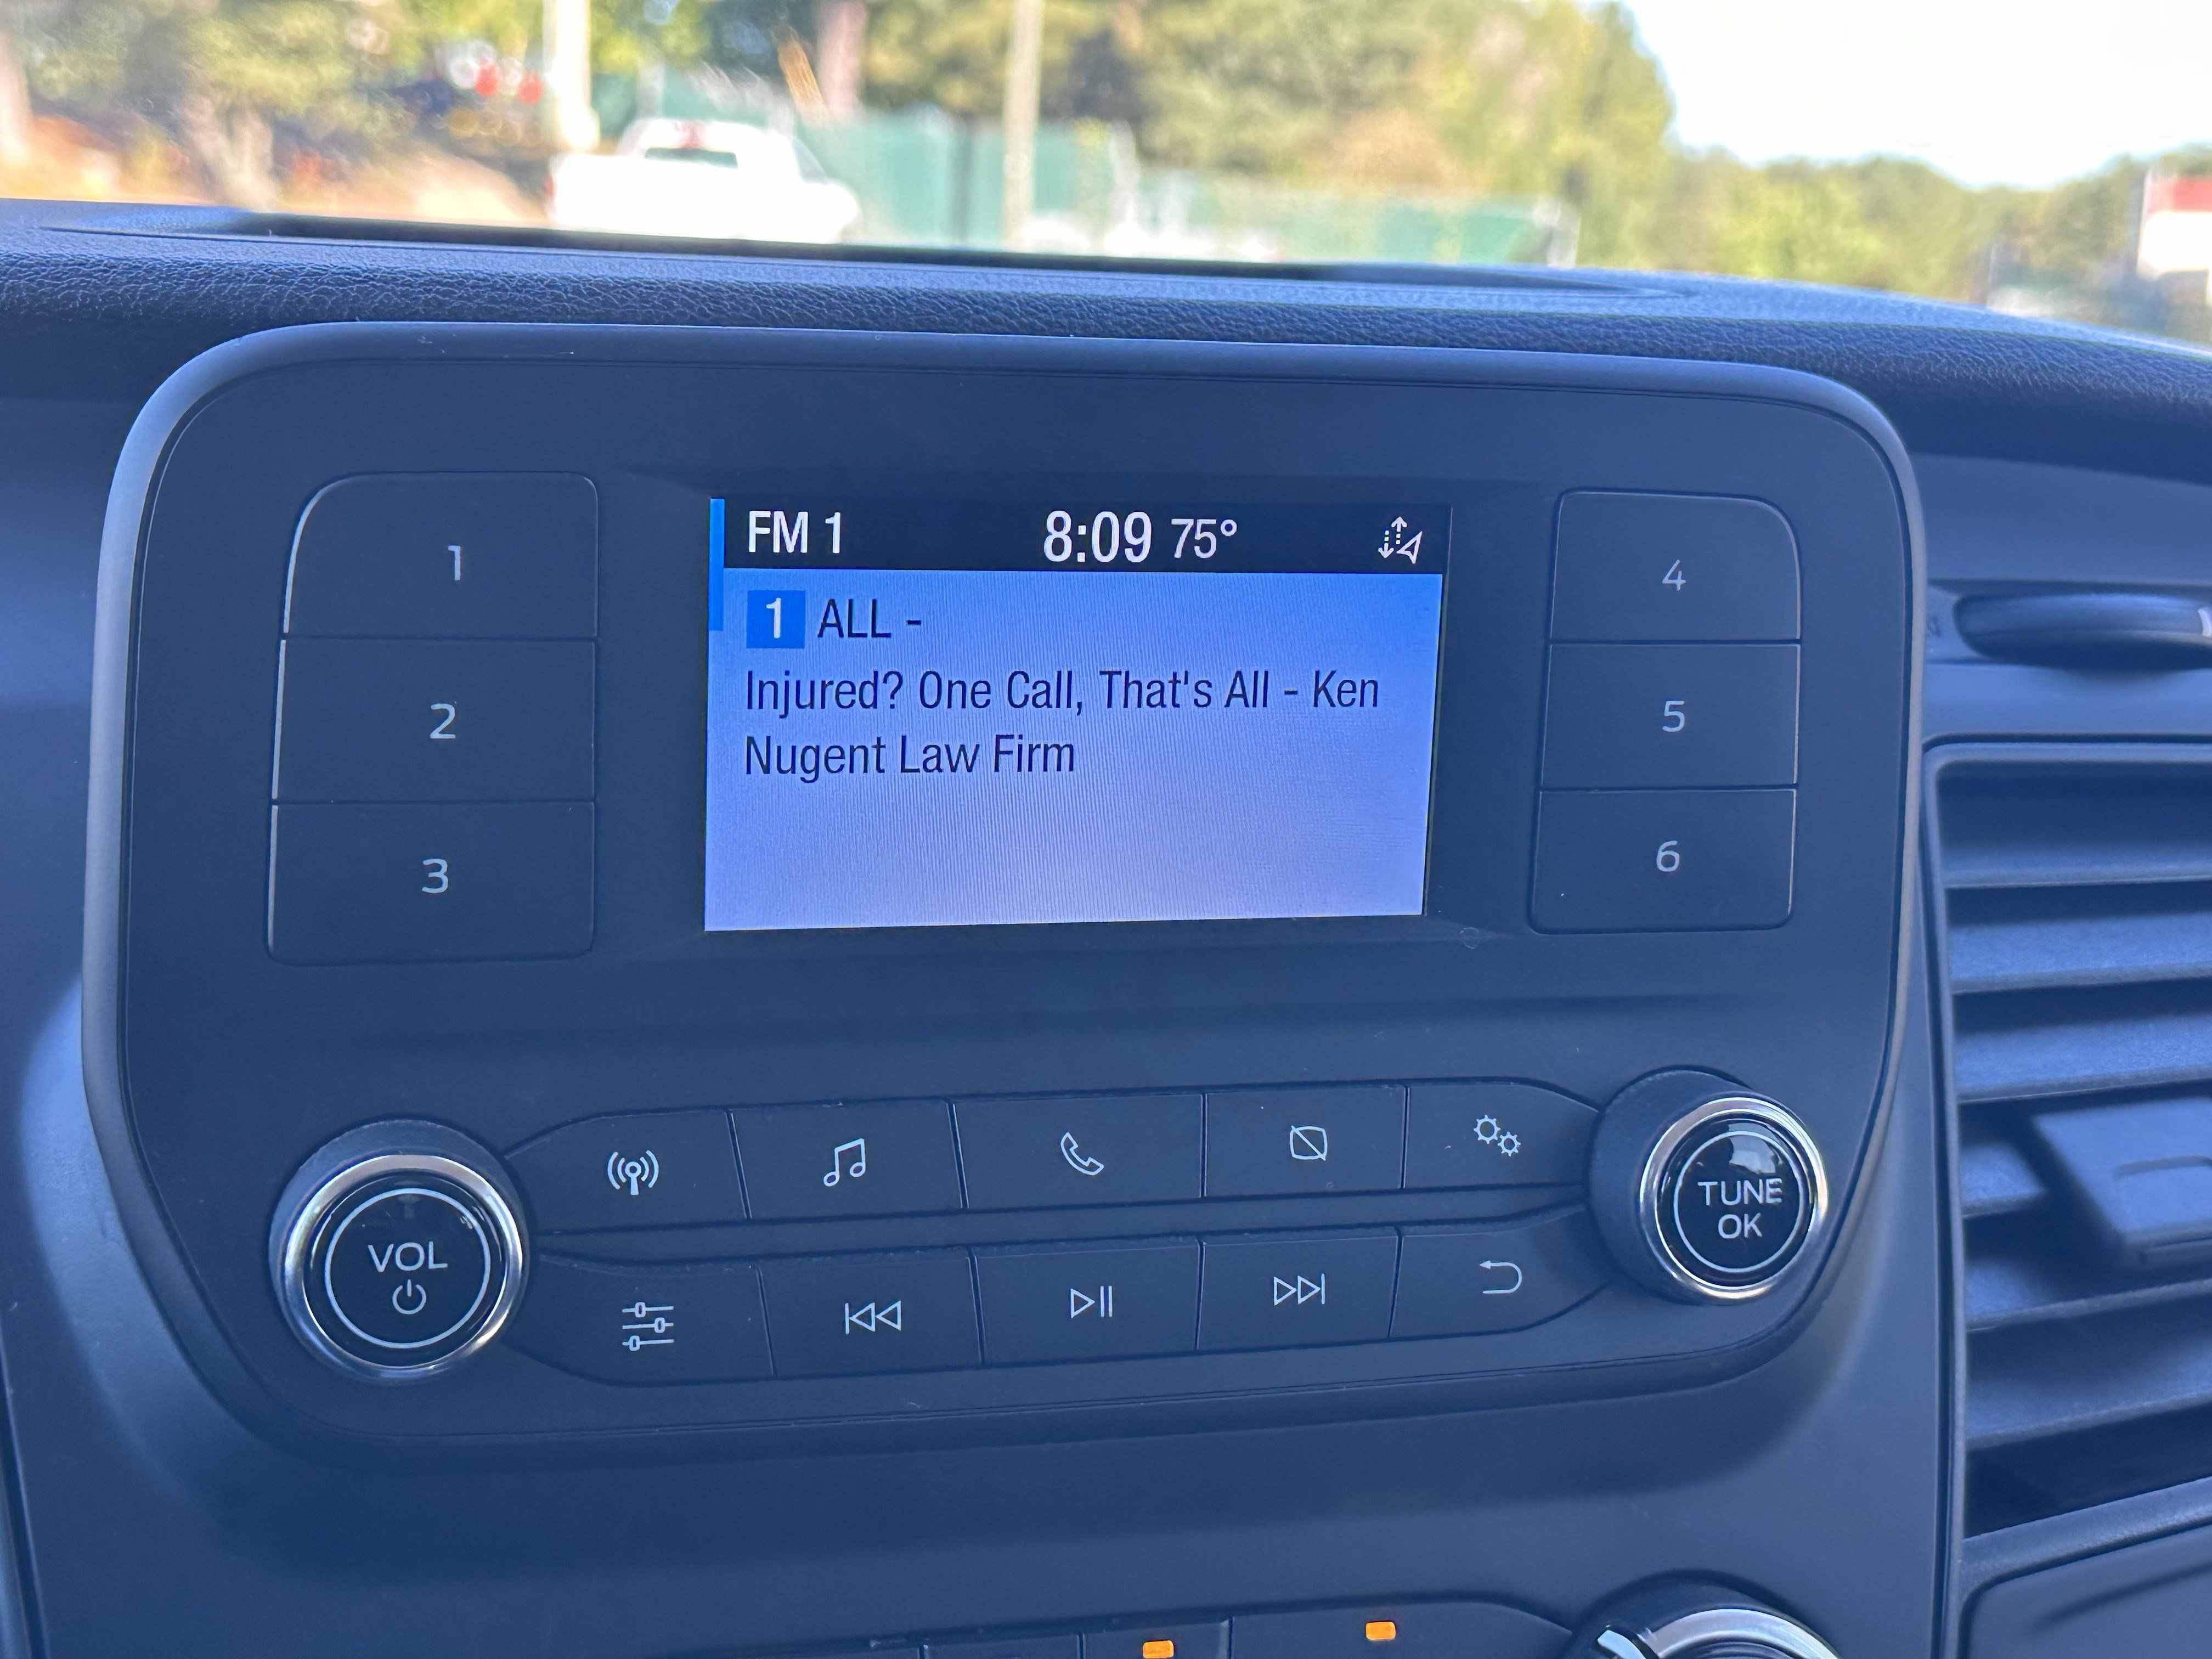 FM 1 8:09 75°
1 ALL -
Injured? One Call, That's All - Ken
Nugent Law Firm
1
2
3
4
5
6
VOL
TUNE
OK